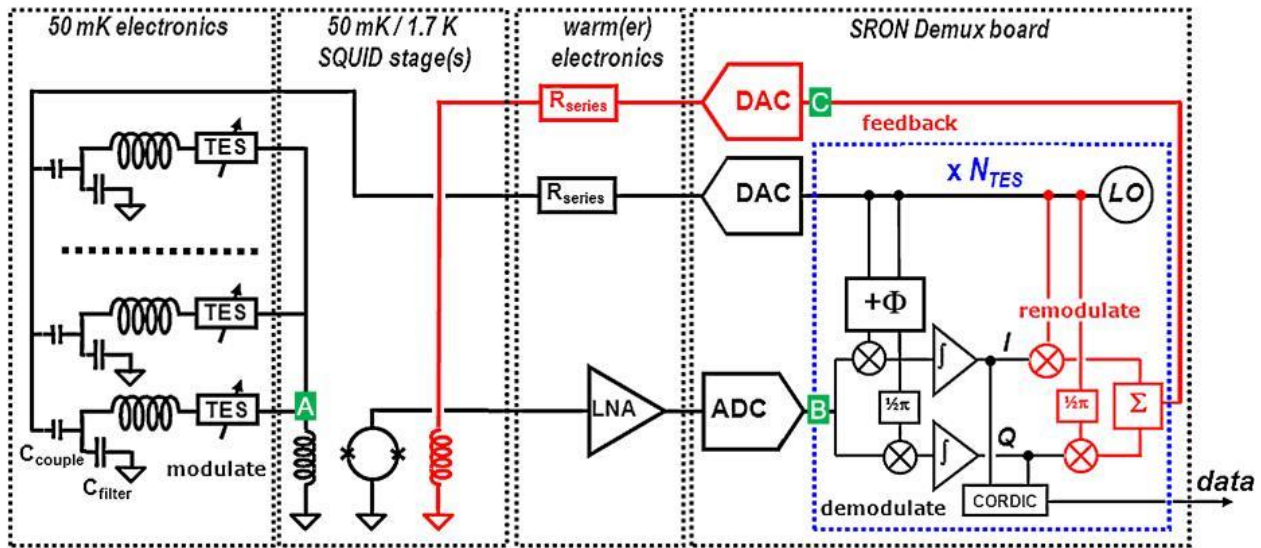 50 mK electronics
50 mK / 1.7 K
SQUID stage(s)
warm(er)
electronics
SRON Demux board
R_series
DAC
C
feedback
TES
x N_TES
R_series
DAC
LO
+Φ
remodulate
TES
∫
I
TES
A
LNA
ADC
B
½π
½π
Σ
C_couple
C_filter
modulate
∫
Q
demodulate
CORDIC
data